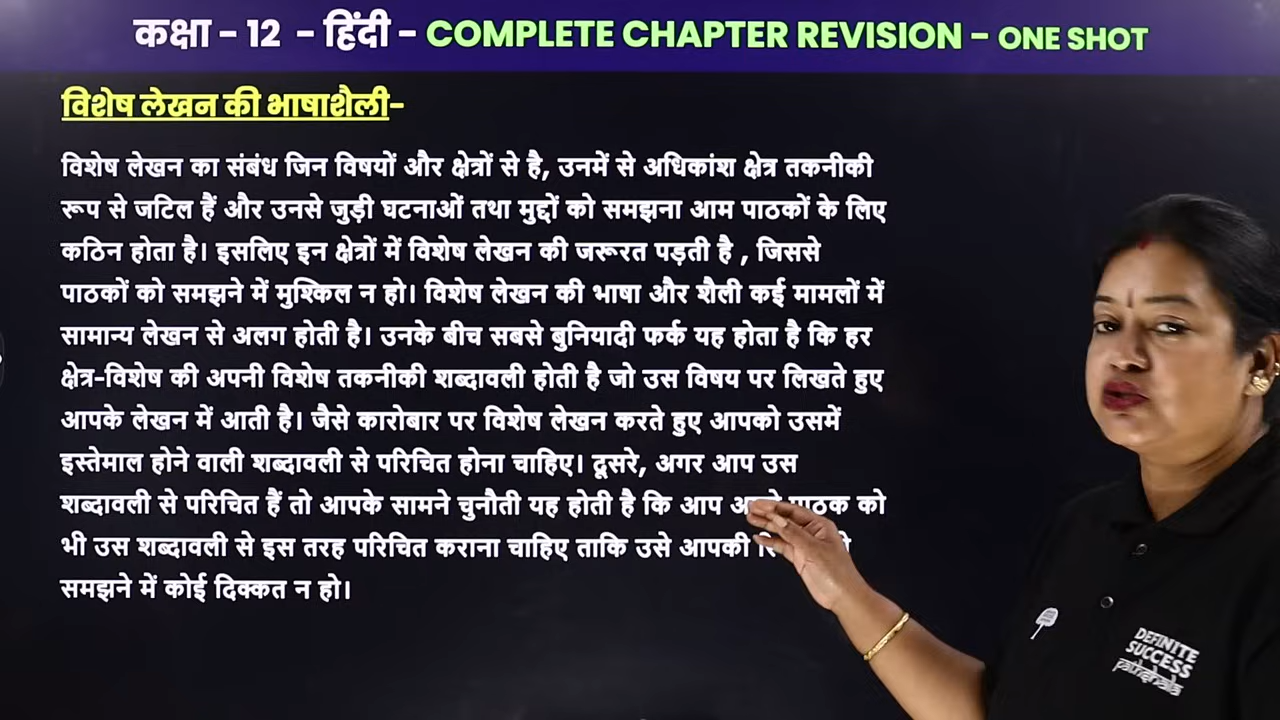 कक्षा - 12 - हिंदी - COMPLETE CHAPTER REVISION - ONE SHOT
विशेष लेखन की भाषाशैली-
विशेष लेखन का संबंध जिन विषयों और क्षेत्रों से है, उनमें से अधिकांश क्षेत्र तकनीकी
रूप से जटिल हैं और उनसे जुड़ी घटनाओं तथा मुद्दों को समझना आम पाठकों के लिए
कठिन होता है। इसलिए इन क्षेत्रों में विशेष लेखन की जरूरत पड़ती है , जिससे
पाठकों को समझने में मुश्किल न हो। विशेष लेखन की भाषा और शैली कई मामलों में
सामान्य लेखन से अलग होती है। उनके बीच सबसे बुनियादी फर्क यह होता है कि हर
क्षेत्र-विशेष की अपनी विशेष तकनीकी शब्दावली होती है जो उस विषय पर लिखते हुए
आपके लेखन में आती है। जैसे कारोबार पर विशेष लेखन करते हुए आपको उसमें
इस्तेमाल होने वाली शब्दावली से परिचित होना चाहिए। दूसरे, अगर आप उस
शब्दावली से परिचित हैं तो आपके सामने चुनौती यह होती है कि आप पाठक को
भी उस शब्दावली से इस तरह परिचित कराना चाहिए ताकि उसे आपकी
समझने में कोई दिक्कत न हो।
DEFINITE
SUCCESS
pathshala